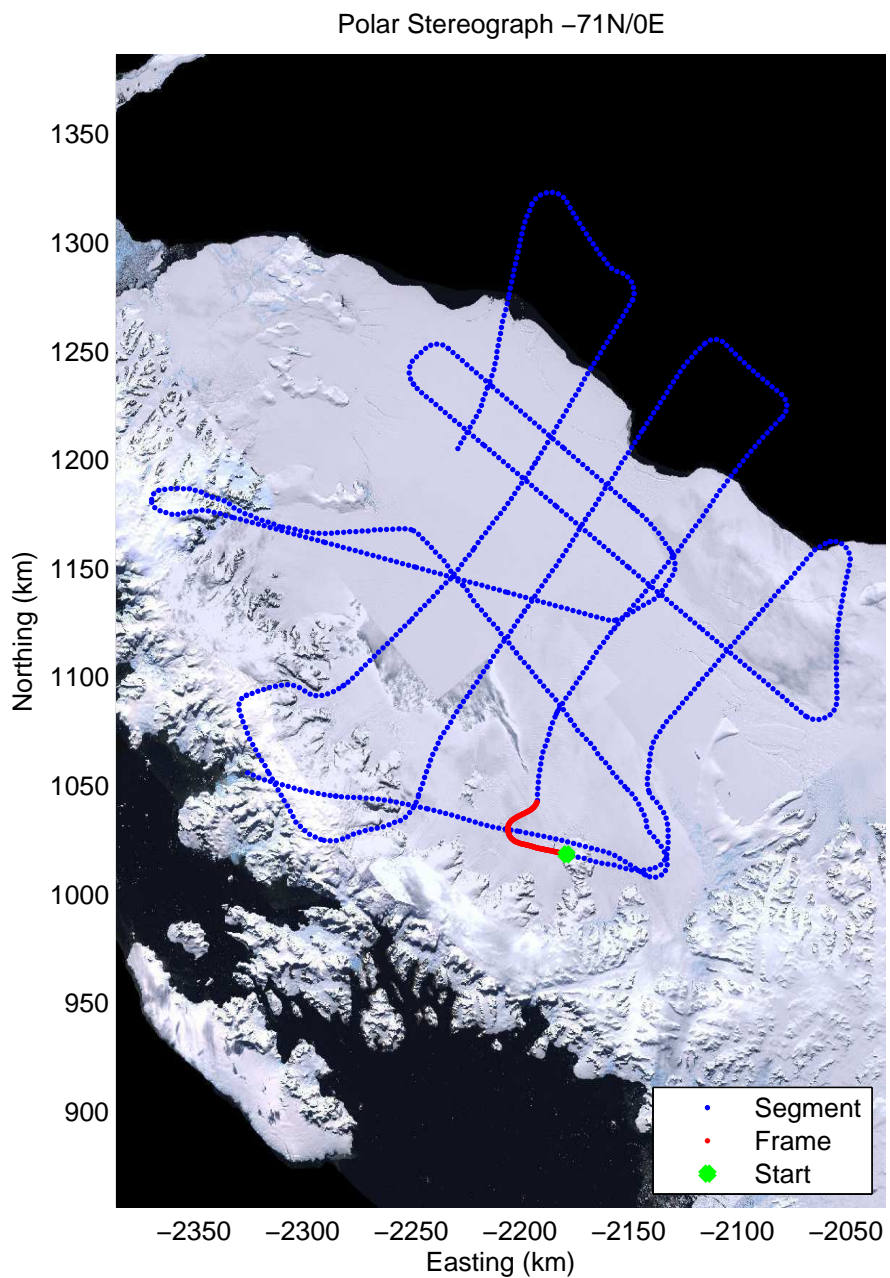 Polar Stereograph −71N/0E
1350
1300
1250
1200
1150
1100
1050
1000
950
900
Northing (km)
Segment
Frame
Start
−2350 −2300 −2250 −2200 −2150 −2100 −2050
Easting (km)